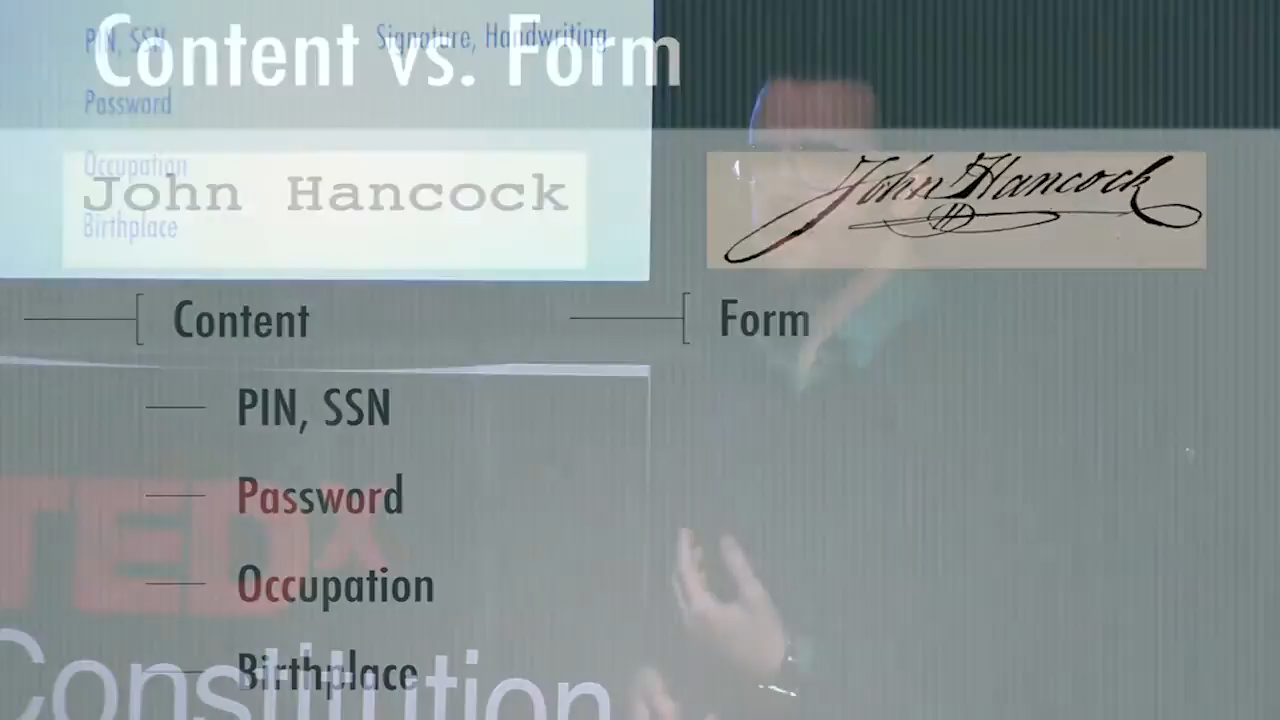 Content vs. Form
PIN, SSN
Signature, Handwriting
Password
Occupation
Birthplace
John Hancock
John Hancock
Content
Form
PIN, SSN
Password
Occupation
Birthplace
TEDx
Constitution